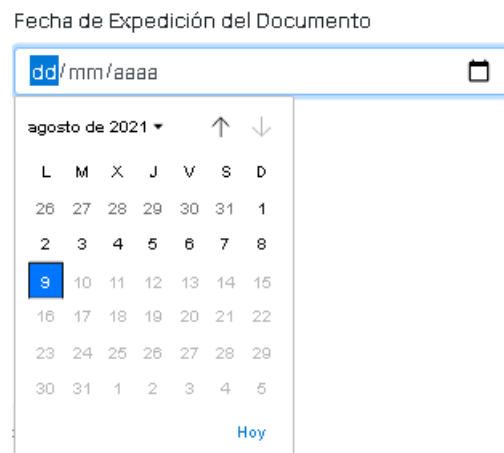 Fecha de Expedición del Documento
dd/mm/aaaa
agosto de 2021
L M X J V S D
26 27 28 29 30 31 1
2 3 4 5 6 7 8
9 10 11 12 13 14 15
16 17 18 19 20 21 22
23 24 25 26 27 28 29
30 31 1 2 3 4 5
Hoy